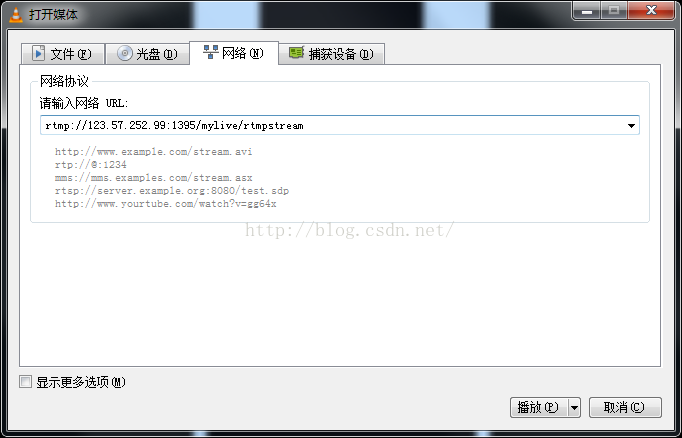 打开媒体
文件(F) 光盘(D) 网络(N) 捕获设备(D)
网络协议
请输入网络 URL:
rtmp://123.57.252.99:1395/mylive/rtmpstream
http://www.example.com/stream.avi
rtp://@:1234
mms://mms.examples.com/stream.asx
rtsp://server.example.org:8080/test.sdp
http://www.yourtube.com/watch?v=gg64x
http://blog.csdn.net/
显示更多选项(M)
播放(P) 取消(C)